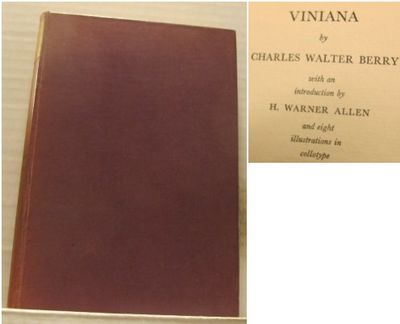 VINIANA
by
CHARLES WALTER BERRY
with an
introduction by
H. WARNER ALLEN
and eight
illustrations in
collotype